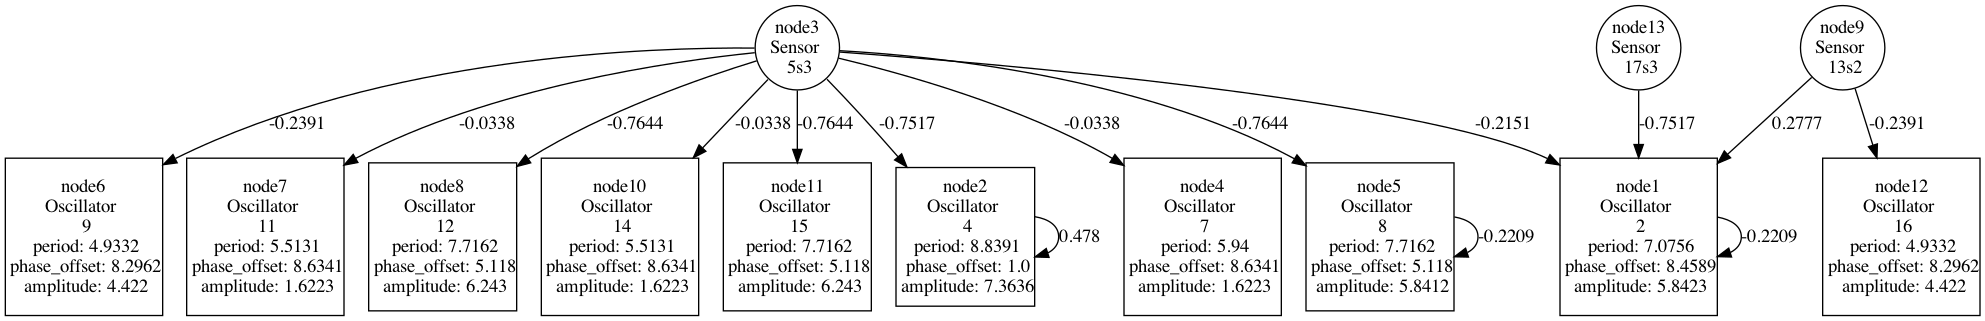 node3
Sensor
5s3
node13
Sensor
17s3
node9
Sensor
13s2
-0.2391
-0.0338
-0.7644
-0.0338
-0.7644
-0.7517
-0.0338
-0.7644
-0.2151
-0.7517
0.2777
-0.2391
node6
Oscillator
9
period: 4.9332
phase_offset: 8.2962
amplitude: 4.422
node7
Oscillator
11
period: 5.5131
phase_offset: 8.6341
amplitude: 1.6223
node8
Oscillator
12
period: 7.7162
phase_offset: 5.118
amplitude: 6.243
node10
Oscillator
14
period: 5.5131
phase_offset: 8.6341
amplitude: 1.6223
node11
Oscillator
15
period: 7.7162
phase_offset: 5.118
amplitude: 6.243
node2
Oscillator
4
period: 8.8391
phase_offset: 1.0
amplitude: 7.3636
0.478
node4
Oscillator
7
period: 5.94
phase_offset: 8.6341
amplitude: 1.6223
node5
Oscillator
8
period: 7.7162
phase_offset: 5.118
amplitude: 5.8412
-0.2209
node1
Oscillator
2
period: 7.0756
phase_offset: 8.4589
amplitude: 5.8423
-0.2209
node12
Oscillator
16
period: 4.9332
phase_offset: 8.2962
amplitude: 4.422